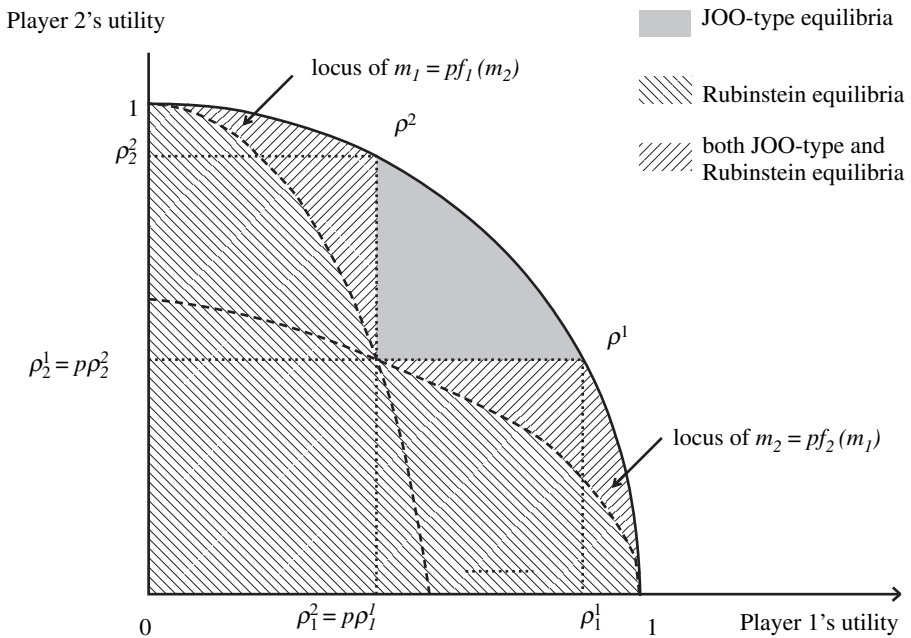 Player 2's utility
JOO-type equilibria
locus of m₁ = pf₁(m₂)
Rubinstein equilibria
1
ρ²
ρ₂²
both JOO-type and
Rubinstein equilibria
ρ¹
ρ₂¹ = pρ₂²
locus of m₂ = pf₂(m₁)
0
ρ₁² = pρ₁¹
ρ₁¹
1
Player 1's utility